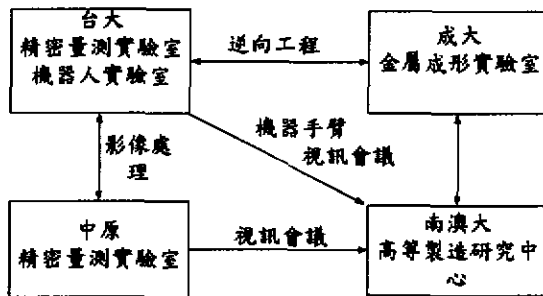 台大
精密量測實驗室
機器人實驗室
逆向工程
成大
金屬成形實驗室
影像處
理
機器手臂
視訊會議
中原
精密量測實驗室
視訊會議
南澳大
高等製造研究中
心